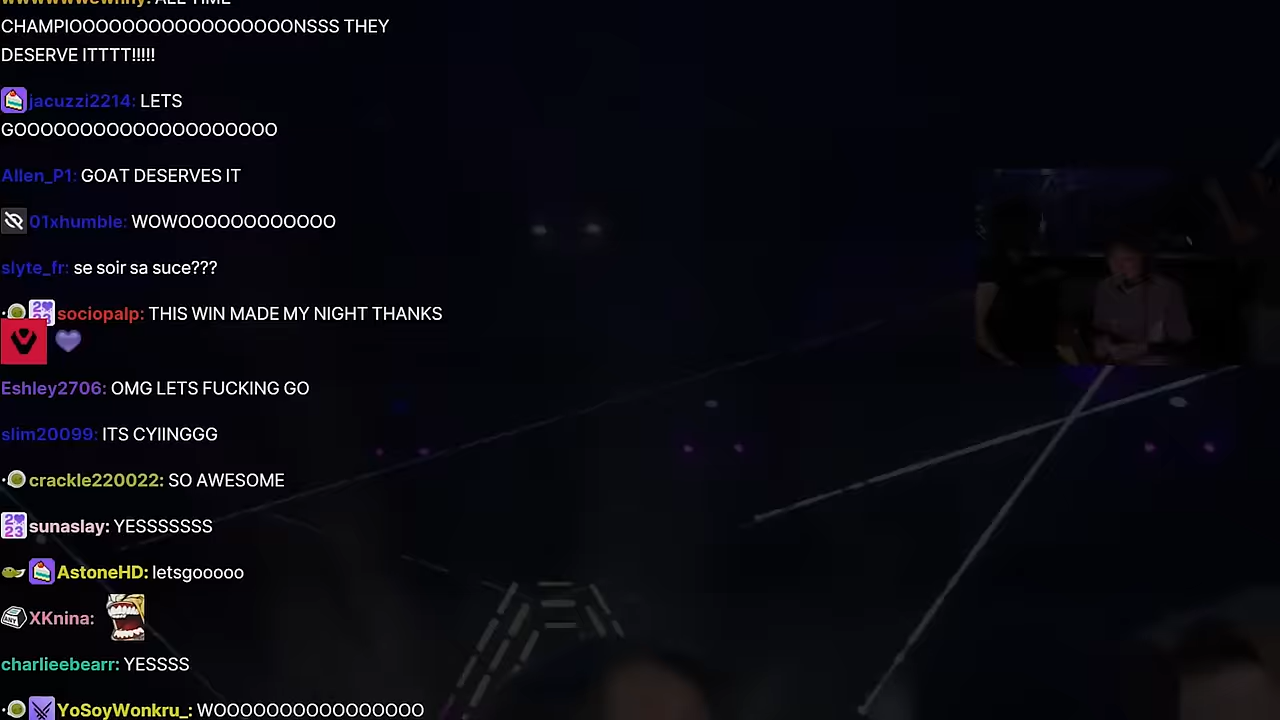 CHAMPIOOOOOOOOOOOOOOOOONSSS THEY
DESERVE ITTTT!!!!!
jacuzzi2214: LETS
GOOOOOOOOOOOOOOOOOOOO
Allen_P1: GOAT DESERVES IT
01xhumble: WOWOOOOOOOOOOOO
slyte_fr: se soir sa suce???
sociopalp: THIS WIN MADE MY NIGHT THANKS
Eshley2706: OMG LETS FUCKING GO
slim20099: ITS CYIINGGG
crackle220022: SO AWESOME
sunaslay: YESSSSSSS
AstoneHD: letsgooooo
XKnina:
charlieebearr: YESSSS
YoSoyWonkru_: WOOOOOOOOOOOOOOOO